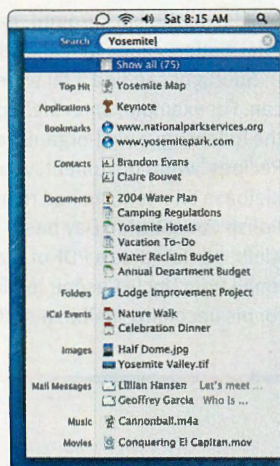 Sat 8:15 AM
Search Yosemite
Show all (75)
Top Hit Yosemite Map
Applications Keynote
Bookmarks www.nationalparkservices.org
www.yosemitepark.com
Contacts Brandon Evans
Claire Bouvet
Documents 2004 Water Plan
Camping Regulations
Yosemite Hotels
Vacation To-Do
Water Reclaim Budget
Annual Department Budget
Folders Lodge Improvement Project
iCal Events Nature Walk
Celebration Dinner
Images Half Dome.jpg
Yosemite Valley.tif
Mail Messages Lillian Hansen Let's meet ...
Geoffrey Garcia Who is ...
Music Cannonball.m4a
Movies Conquering El Capitan.mov